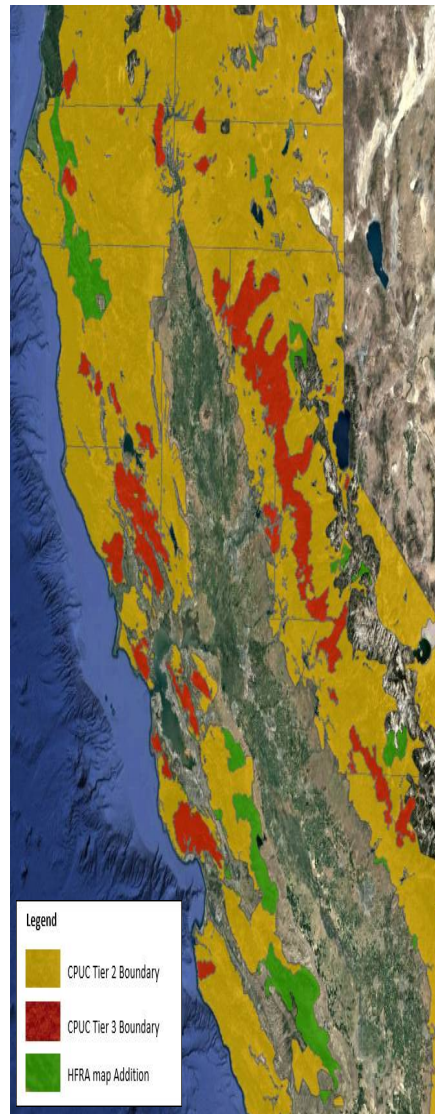 Legend
CPUC Tier 2 Boundary
CPUC Tier 3 Boundary
HFRA map Addition